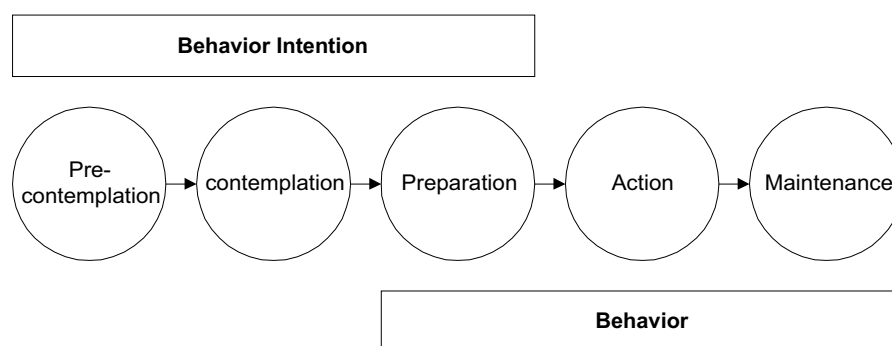 Behavior Intention
Pre-
contemplation
contemplation
Preparation
Action
Maintenance
Behavior